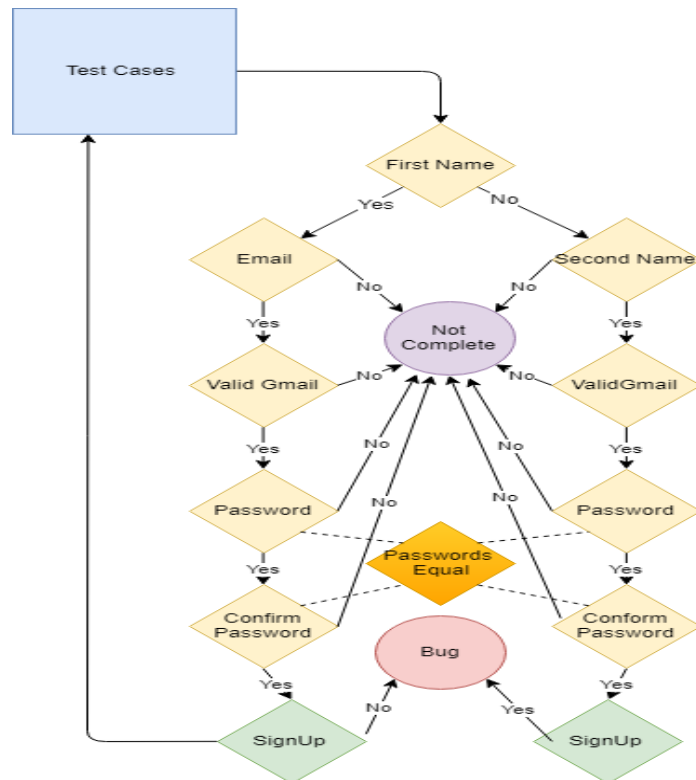 Test Cases
First Name
Yes
No
Email
Second Name
No
No
Yes
Not
Complete
Yes
Valid Gmail
No
No
ValidGmail
Yes
No
No
Yes
Password
No
No
Password
Passwords
Equal
Yes
Yes
Confirm
Password
Conform
Password
Bug
Yes
Yes
No
Yes
SignUp
SignUp